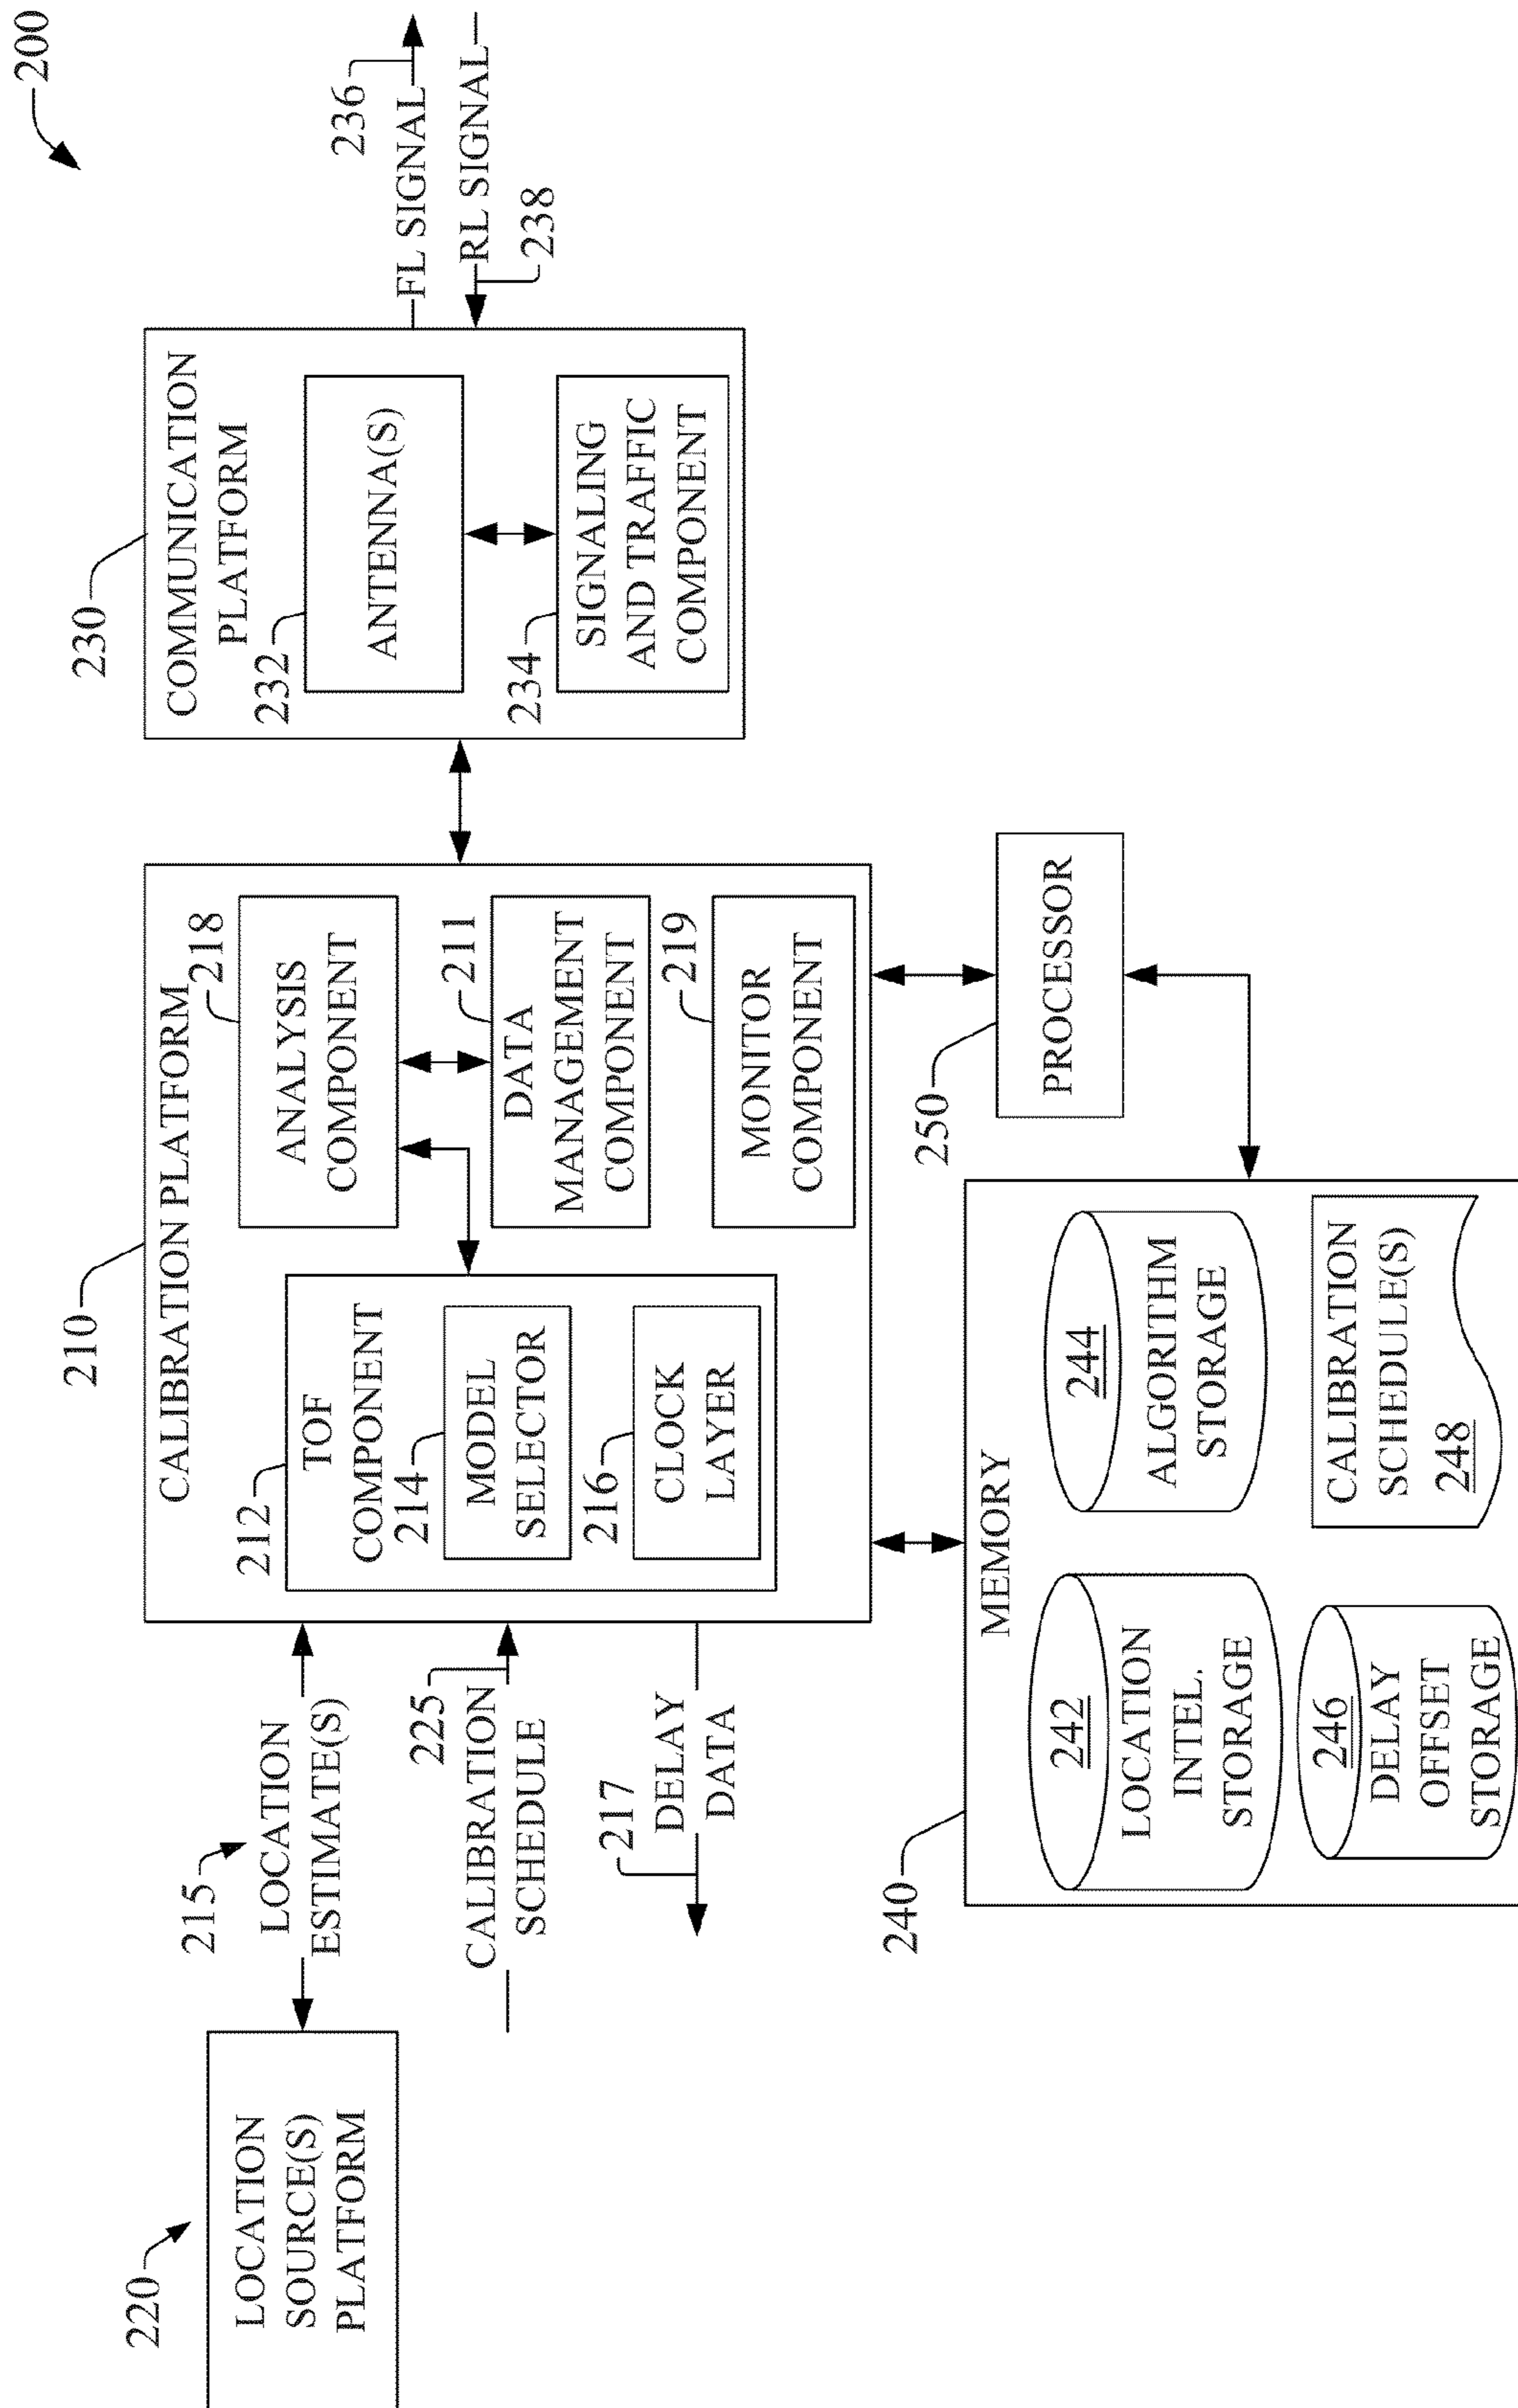 200
220
LOCATION
SOURCE(S)
PLATFORM
215
LOCATION
ESTIMATE(S)
225
CALIBRATION
SCHEDULE
217
DELAY
DATA
210
CALIBRATION PLATFORM
212
TOF
COMPONENT
214
MODEL
SELECTOR
216
CLOCK
LAYER
218
ANALYSIS
COMPONENT
211
DATA
MANAGEMENT
COMPONENT
219
MONITOR
COMPONENT
230
COMMUNICATION
PLATFORM
232
ANTENNA(S)
234
SIGNALING
AND TRAFFIC
COMPONENT
236
FL SIGNAL
RL SIGNAL
238
250
PROCESSOR
240
MEMORY
242
LOCATION
INTEL.
STORAGE
244
ALGORITHM
STORAGE
246
DELAY
OFFSET
STORAGE
CALIBRATION
SCHEDULE(S)
248